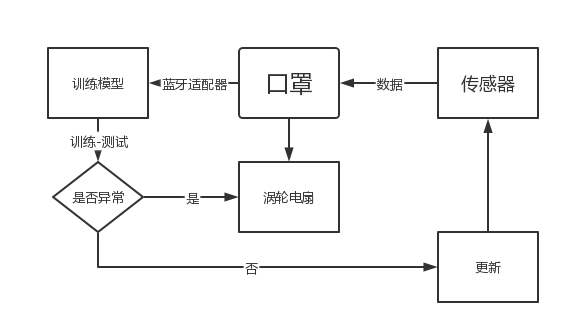 训练模型
蓝牙适配器
口罩
数据
传感器
训练-测试
是否异常
是
涡轮电扇
否
更新